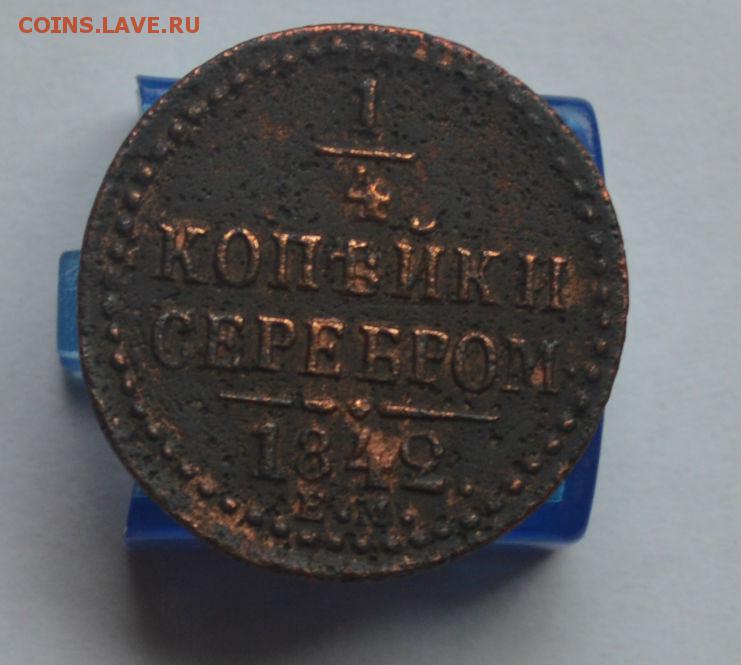 COINS.LAVE.RU
1
4
КОПѢЙКИ
СЕРЕБРОМ.
1842.
Е.М.